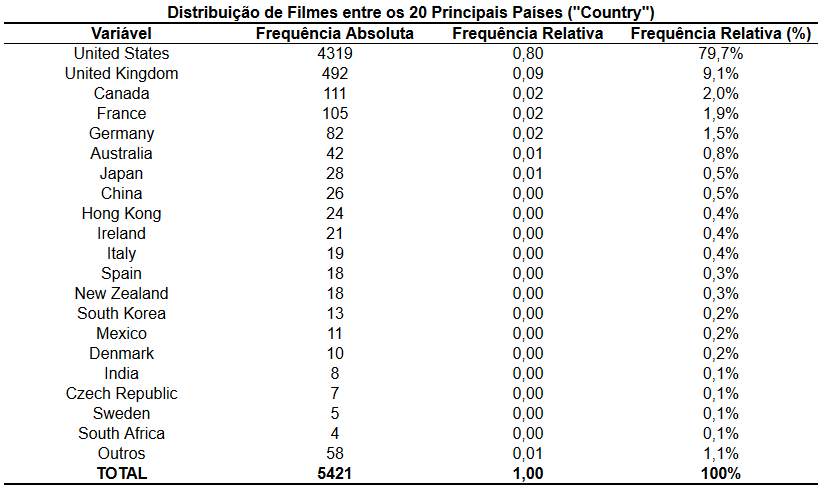 Distribuição de Filmes entre os 20 Principais Países ("Country")
Variável Frequência Absoluta Frequência Relativa Frequência Relativa (%)
United States 4319 0,80 79,7%
United Kingdom 492 0,09 9,1%
Canada 111 0,02 2,0%
France 105 0,02 1,9%
Germany 82 0,02 1,5%
Australia 42 0,01 0,8%
Japan 28 0,01 0,5%
China 26 0,00 0,5%
Hong Kong 24 0,00 0,4%
Ireland 21 0,00 0,4%
Italy 19 0,00 0,4%
Spain 18 0,00 0,3%
New Zealand 18 0,00 0,3%
South Korea 13 0,00 0,2%
Mexico 11 0,00 0,2%
Denmark 10 0,00 0,2%
India 8 0,00 0,1%
Czech Republic 7 0,00 0,1%
Sweden 5 0,00 0,1%
South Africa 4 0,00 0,1%
Outros 58 0,01 1,1%
TOTAL 5421 1,00 100%